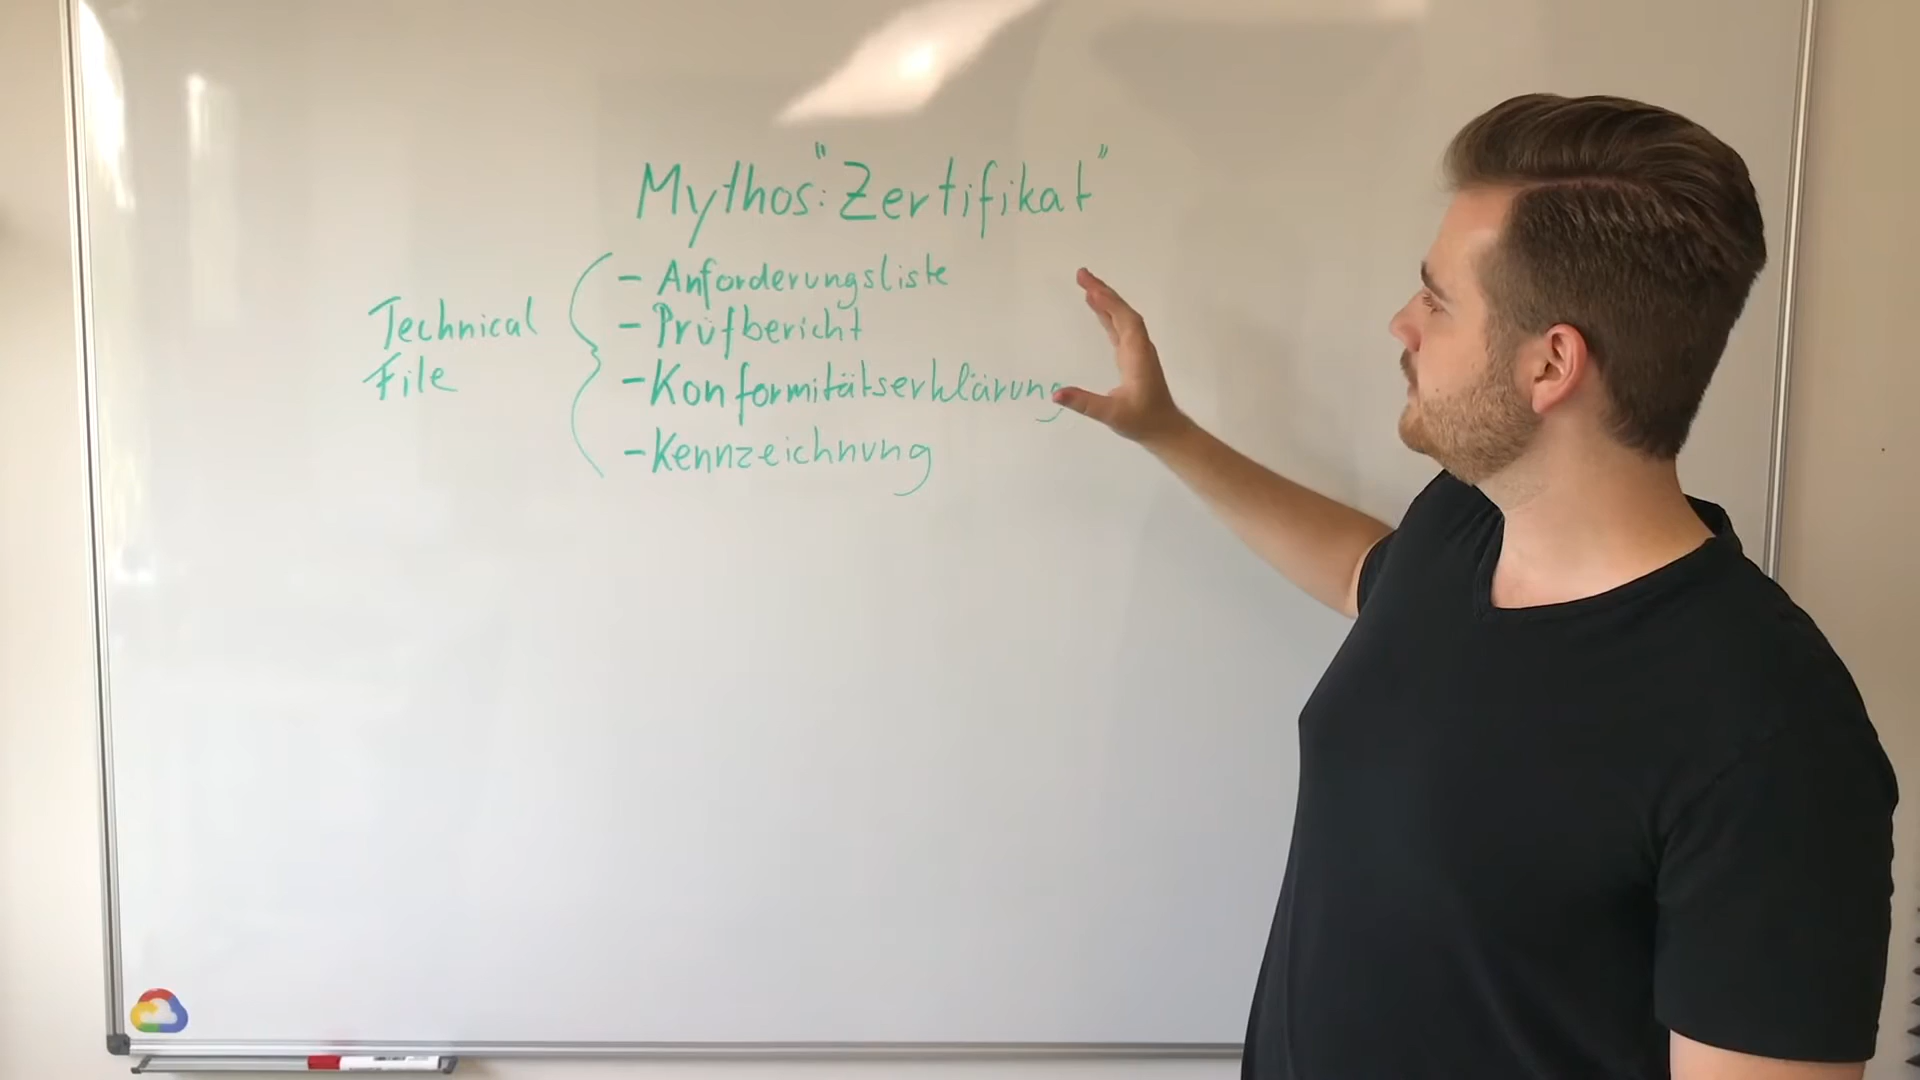 Mythos: "Zertifikat"
Technical
File
- Anforderungsliste
- Prüfbericht
- Konformitätserklärung
- Kennzeichnung